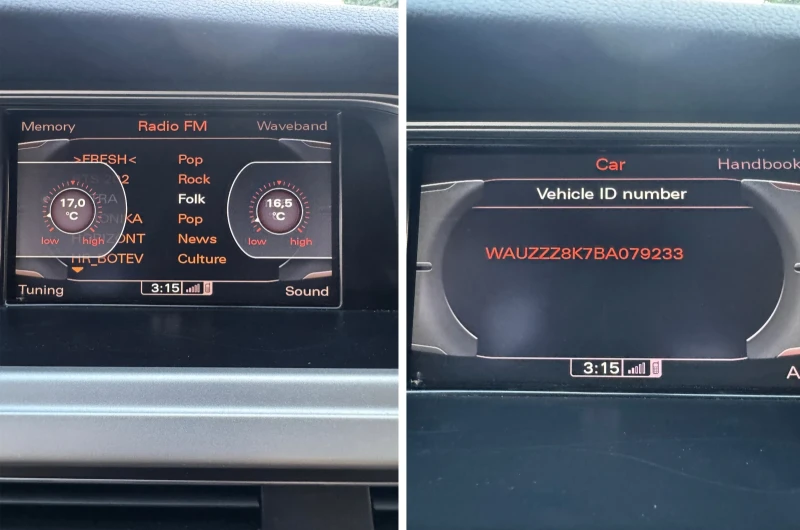 Memory Radio FM Waveband
>FRESH< Pop
Rock
17,0 °C Folk 16,5 °C
Pop
low high HORIZONT News low high
HR_BOTEV Culture
Tuning 3:15 Sound
Car Handbook
Vehicle ID number
WAUZZZ8K7BA079233
3:15 A